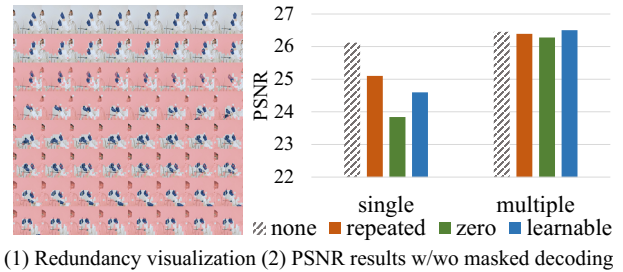 27
26
25
24
23
22
PSNR
single multiple
none repeated zero learnable
(1) Redundancy visualization (2) PSNR results w/wo masked decoding